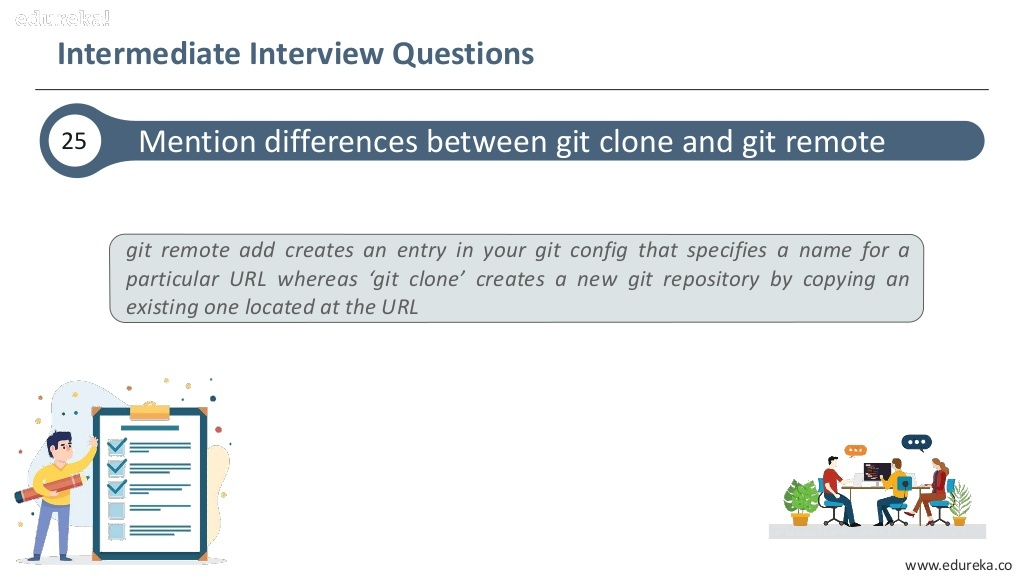 edureka!
Intermediate Interview Questions
25
Mention differences between git clone and git remote
git remote add creates an entry in your git config that specifies a name for a
particular URL whereas ‘git clone’ creates a new git repository by copying an
existing one located at the URL
www.edureka.co